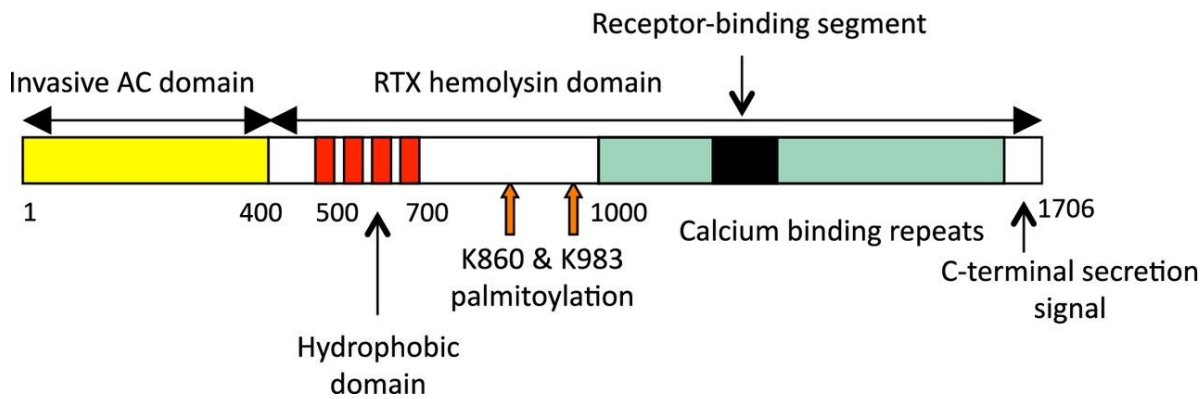 Receptor-binding segment
Invasive AC domain
RTX hemolysin domain
1
400
500
700
1000
1706
K860 & K983
palmitoylation
Calcium binding repeats
C-terminal secretion
signal
Hydrophobic
domain